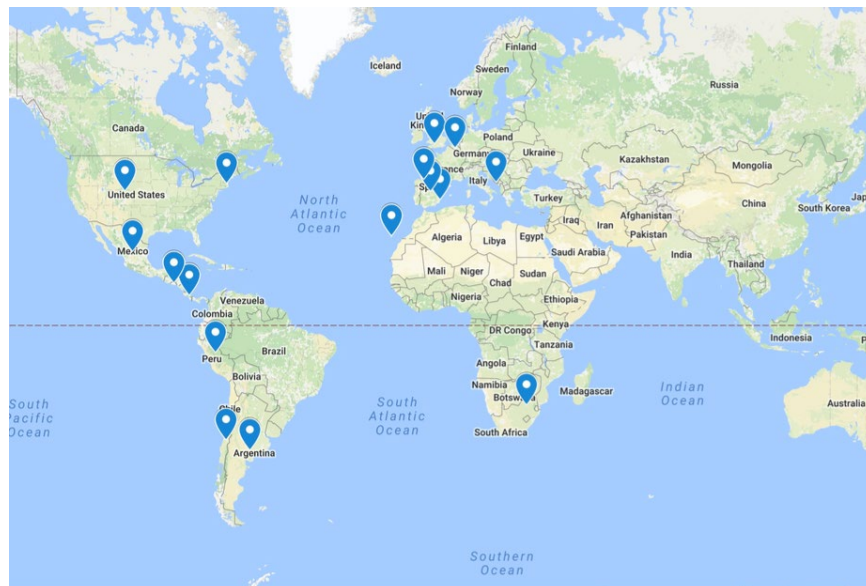 Iceland
Finland
Sweden
Norway
Russia
Canada
United
Kingdom
Poland
Germany
Ukraine
Kazakhstan
Mongolia
Italy
Turkey
United States
North
Atlantic
Ocean
China
South Korea
Iraq
Iran
Afghanistan
Pakistan
Algeria
Libya
Egypt
Saudi Arabia
India
Mexico
Mali
Niger
Chad
Sudan
Thailand
Nigeria
Ethiopia
Venezuela
Colombia
DR Congo
Kenya
Tanzania
Indonesia
Peru
Brazil
Bolivia
Angola
Namibia
Botswana
Madagascar
Indian
Ocean
South
Pacific
Ocean
South
Atlantic
Ocean
Chile
Australia
South Africa
Argentina
Southern
Ocean